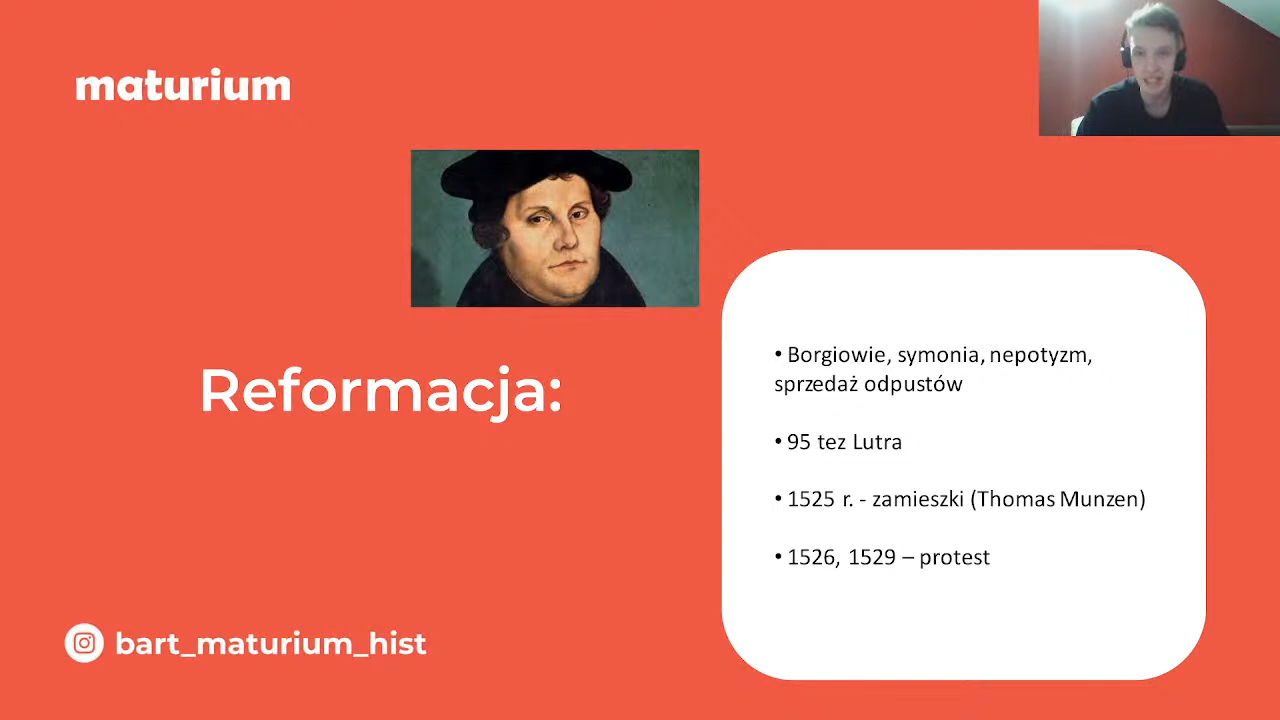 maturium
Reformacja:
• Borgiowie, symonia, nepotyzm,
sprzedaż odpustów
• 95 tez Lutra
• 1525 r. - zamieszki (Thomas Munzen)
• 1526, 1529 – protest
bart_maturium_hist